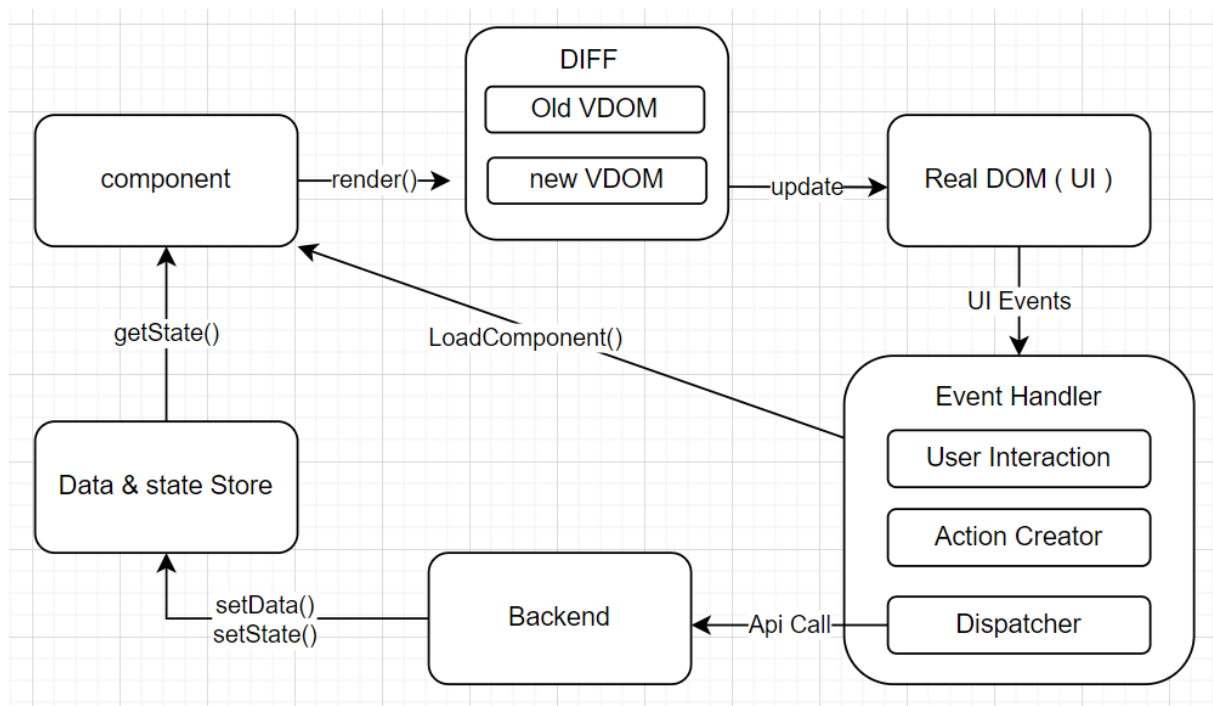 DIFF
Old VDOM
new VDOM
component
render()
update
Real DOM ( UI )
UI Events
getState()
LoadComponent()
Event Handler
User Interaction
Action Creator
Dispatcher
Data & state Store
setData()
setState()
Backend
Api Call